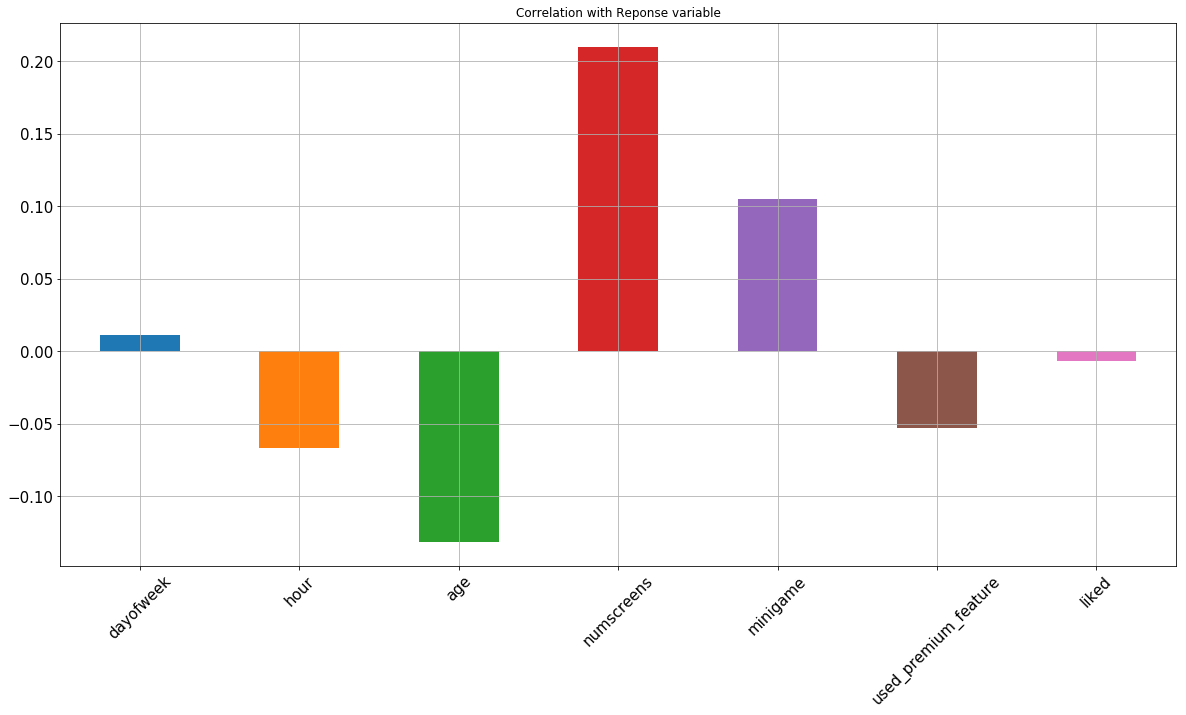 Correlation with Reponse variable
0.20
0.15
0.10
0.05
0.00
−0.05
−0.10
dayofweek
hour
age
numscreens
minigame
used_premium_feature
liked